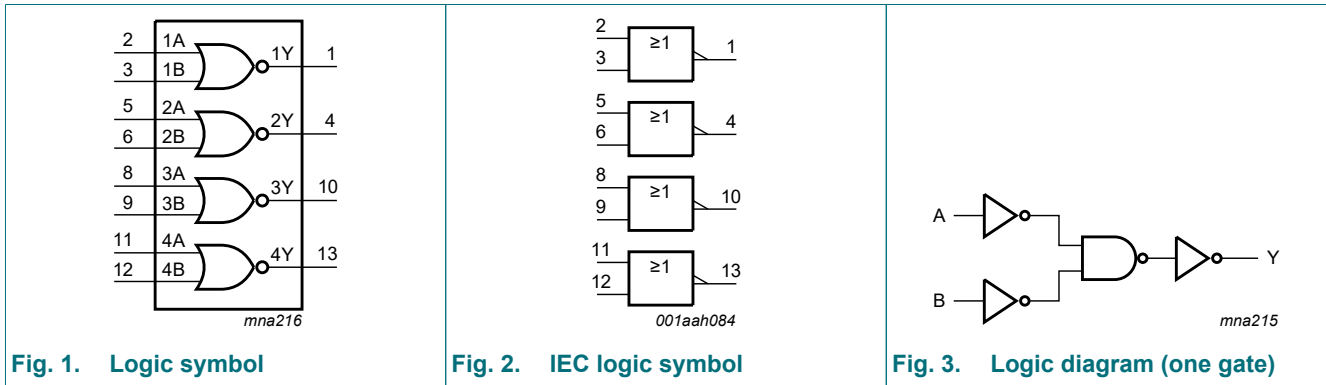 2 1A 1Y 1
3 1B
5 2A 2Y 4
6 2B
8 3A 3Y 10
9 3B
11 4A 4Y 13
12 4B
mna216
Fig. 1. Logic symbol
2 ≥1 1
3
5 ≥1 4
6
8 ≥1 10
9
11 ≥1 13
12
001aah084
Fig. 2. IEC logic symbol
A
Y
B
mna215
Fig. 3. Logic diagram (one gate)